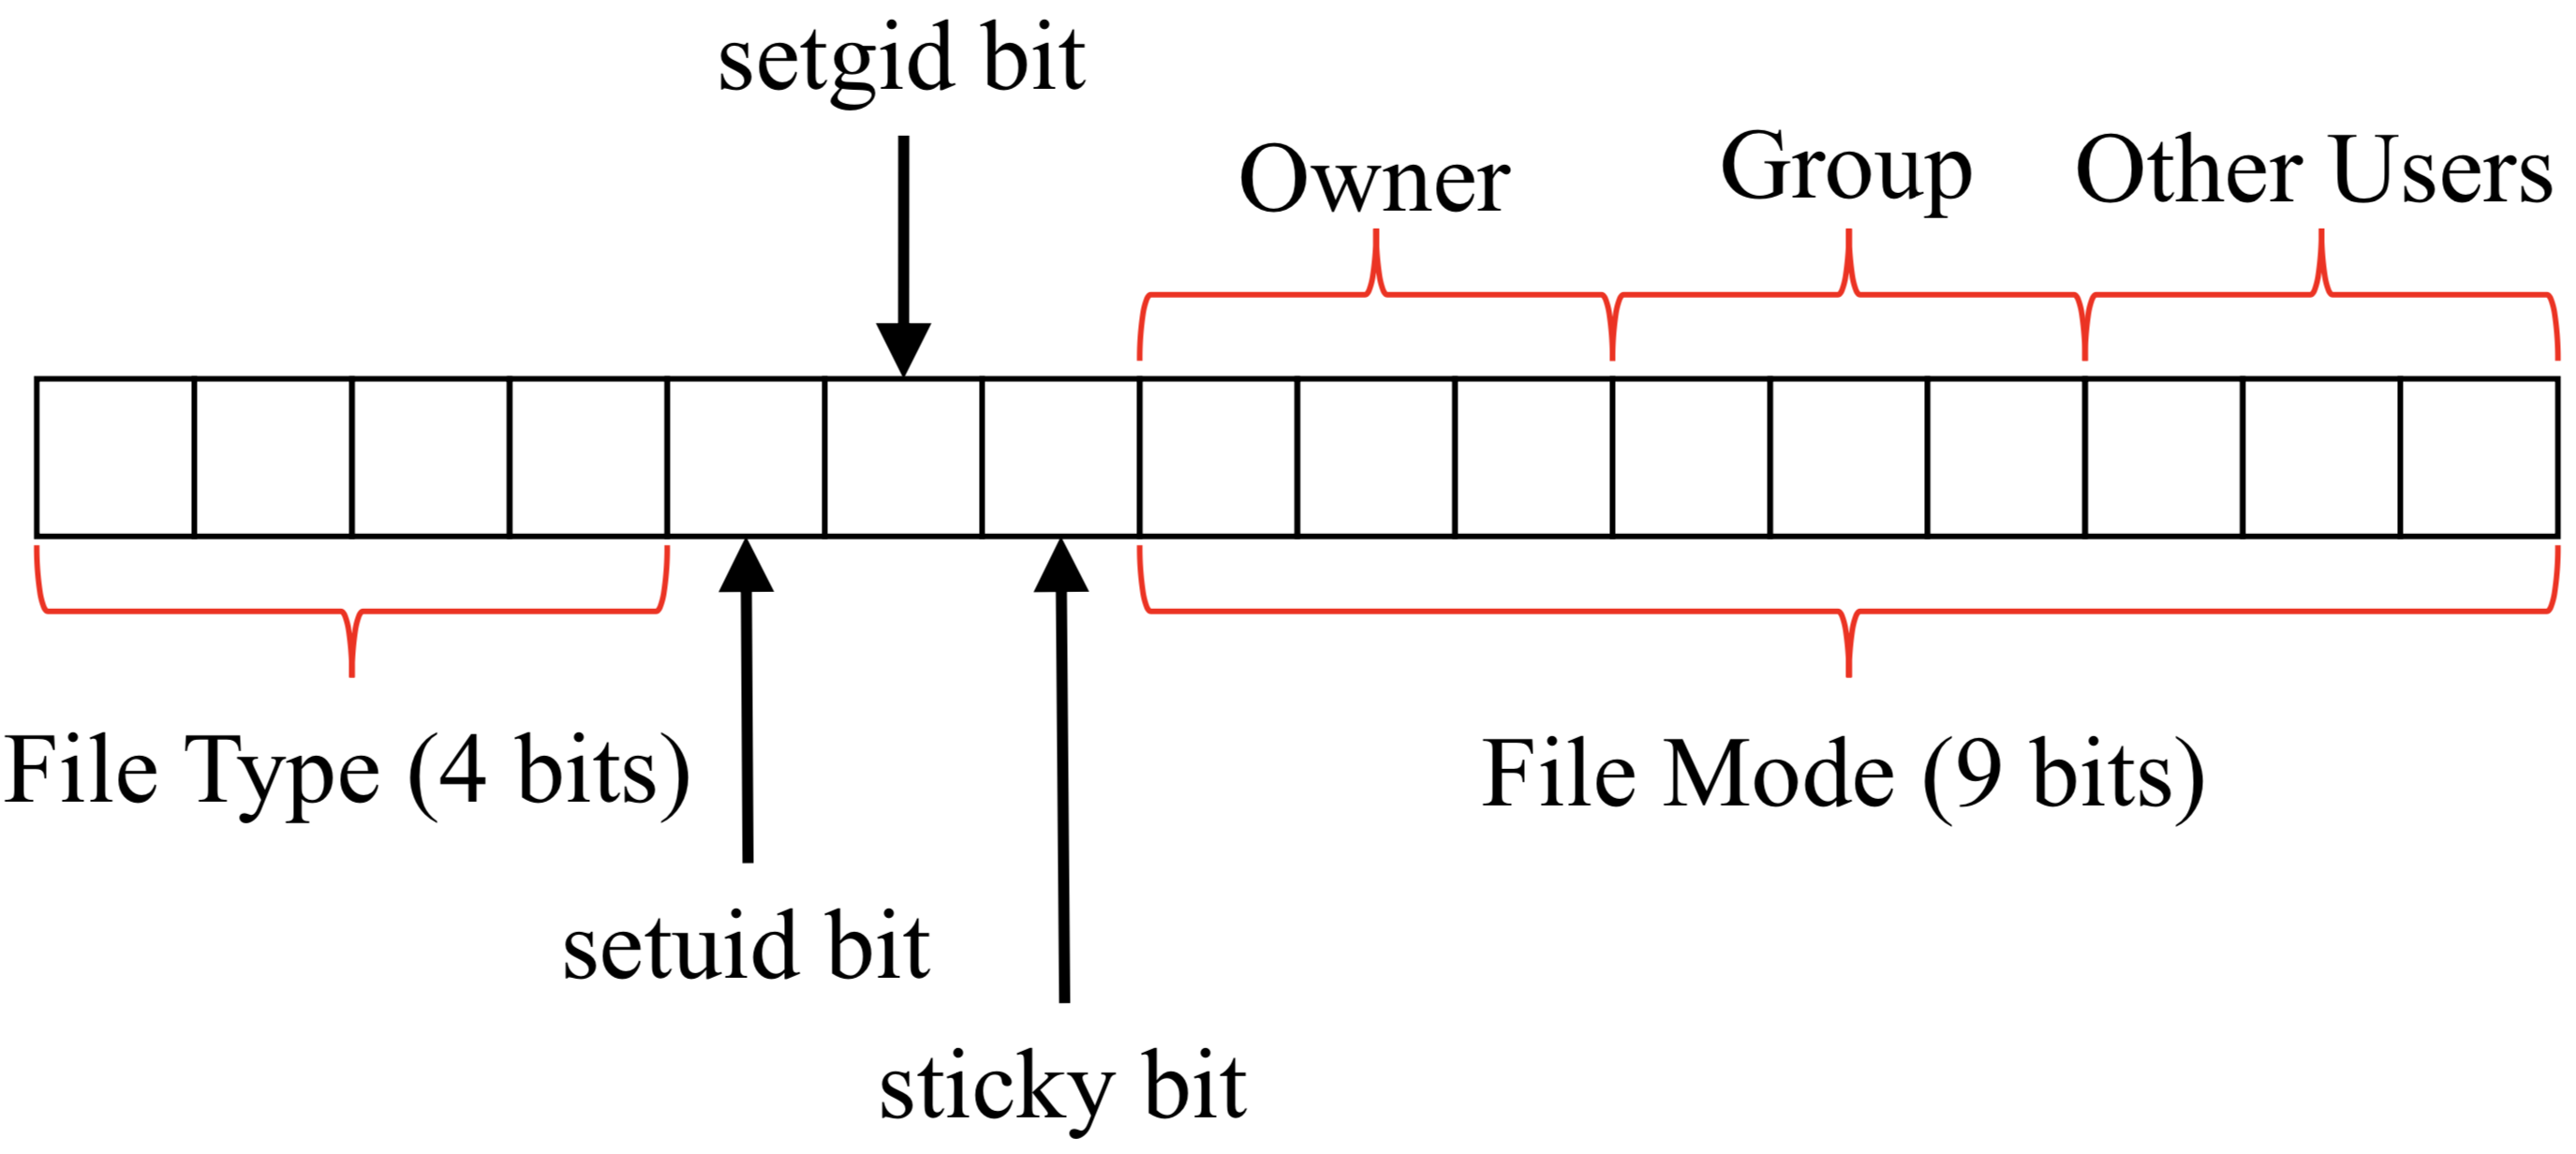 setgid bit
Owner
Group
Other Users
File Type (4 bits)
File Mode (9 bits)
setuid bit
sticky bit